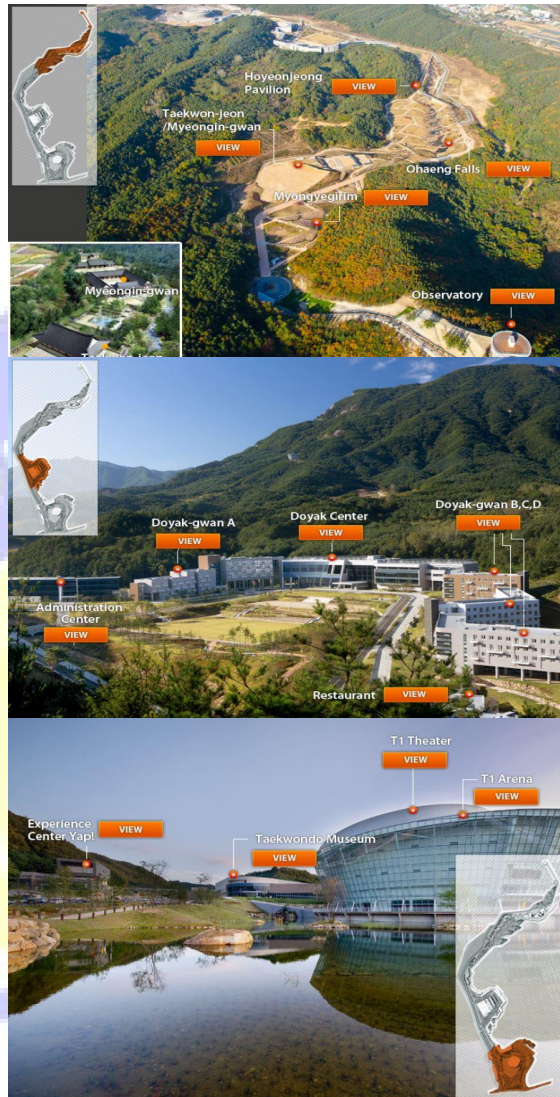 Hoyeonjeong
Pavilion
VIEW
Taekwon-jeon
/Myeongin-gwan
VIEW
Ohaeng Falls
VIEW
Myongyegirim
VIEW
Myeongin-gwan
Observatory
VIEW
Doyak-gwan A
VIEW
Doyak Center
VIEW
Doyak-gwan B,C,D
VIEW
Administration
Center
VIEW
Restaurant
VIEW
T1 Theater
VIEW
T1 Arena
VIEW
Experience
Center Yap!
VIEW
Taekwondo Museum
VIEW